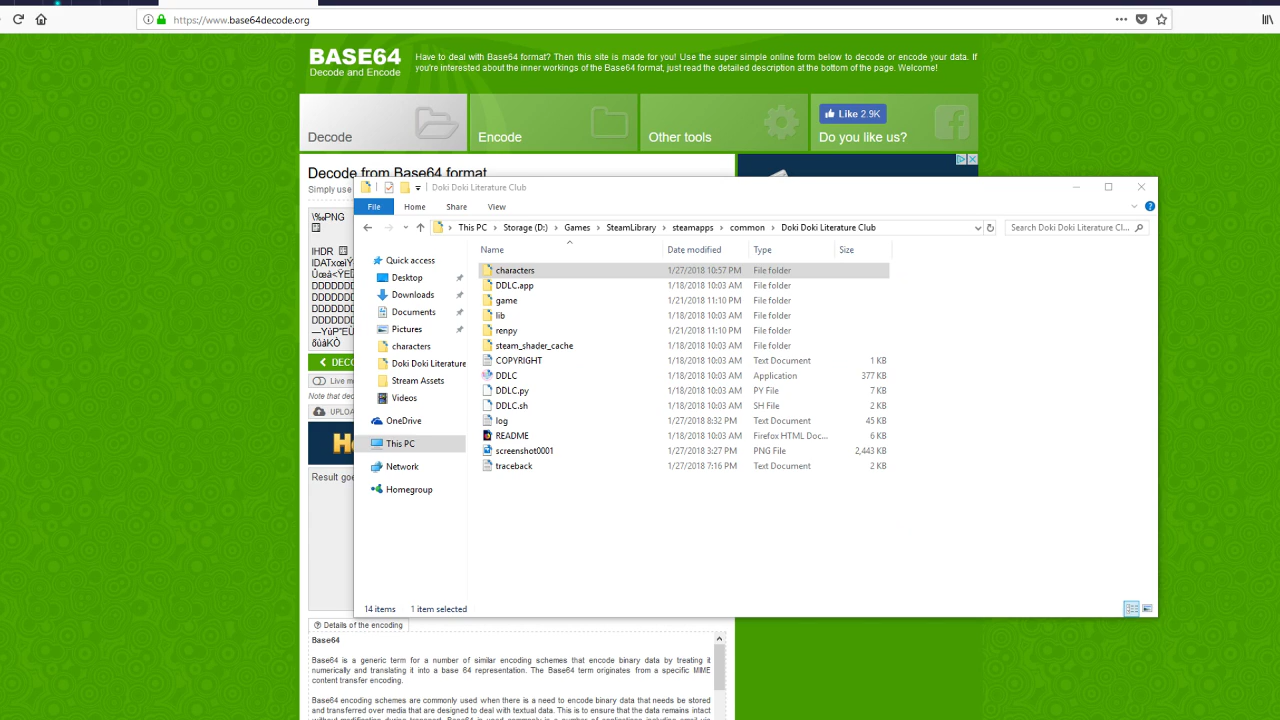 https://www.base64decode.org
BASE64
Decode and Encode
Have to deal with Base64 format? Then this site is made for you! Use the super simple online form below to decode or encode your data. If
you're interested about the inner workings of the Base64 format, just read the detailed description at the bottom of the page. Welcome!
Decode
Encode
Other tools
Like 2.9K
Do you like us?
Decode from Base64 format
Simply use
Doki Doki Literature Club
File Home Share View
This PC > Storage (D:) > Games > SteamLibrary > steamapps > common > Doki Doki Literature Club
Search Doki Doki Literature Cl...
Name Date modified Type Size
Quick access
Desktop
Downloads
Documents
Pictures
characters
Doki Doki Literature
Stream Assets
Videos
OneDrive
This PC
Network
Homegroup
characters 1/27/2018 10:57 PM File folder
DDLC.app 1/18/2018 10:03 AM File folder
game 1/21/2018 11:10 PM File folder
lib 1/18/2018 10:03 AM File folder
renpy 1/21/2018 11:10 PM File folder
steam_shader_cache 1/18/2018 10:03 AM File folder
COPYRIGHT 1/18/2018 10:03 AM Text Document 1 KB
DDLC 1/18/2018 10:03 AM Application 377 KB
DDLC.py 1/18/2018 10:03 AM PY File 7 KB
DDLC.sh 1/18/2018 10:03 AM SH File 2 KB
log 1/27/2018 8:32 PM Text Document 45 KB
README 1/18/2018 10:03 AM Firefox HTML Doc... 6 KB
screenshot0001 1/27/2018 3:27 PM PNG File 2,443 KB
traceback 1/27/2018 7:16 PM Text Document 2 KB
14 items 1 item selected
\‰PNG
IHDR
DDDDDD
DDDDDD
DDDDDD
DDDDDD
DECO
Live m
Note that dec
UPLOA
Result goe
Details of the encoding
Base64
Base64 is a generic term for a number of similar encoding schemes that encode binary data by treating it
numerically and translating it into a base 64 representation. The Base64 term originates from a specific MIME
content transfer encoding.
Base64 encoding schemes are commonly used when there is a need to encode binary data that needs be stored
and transferred over media that are designed to deal with textual data. This is to ensure that the data remains intact